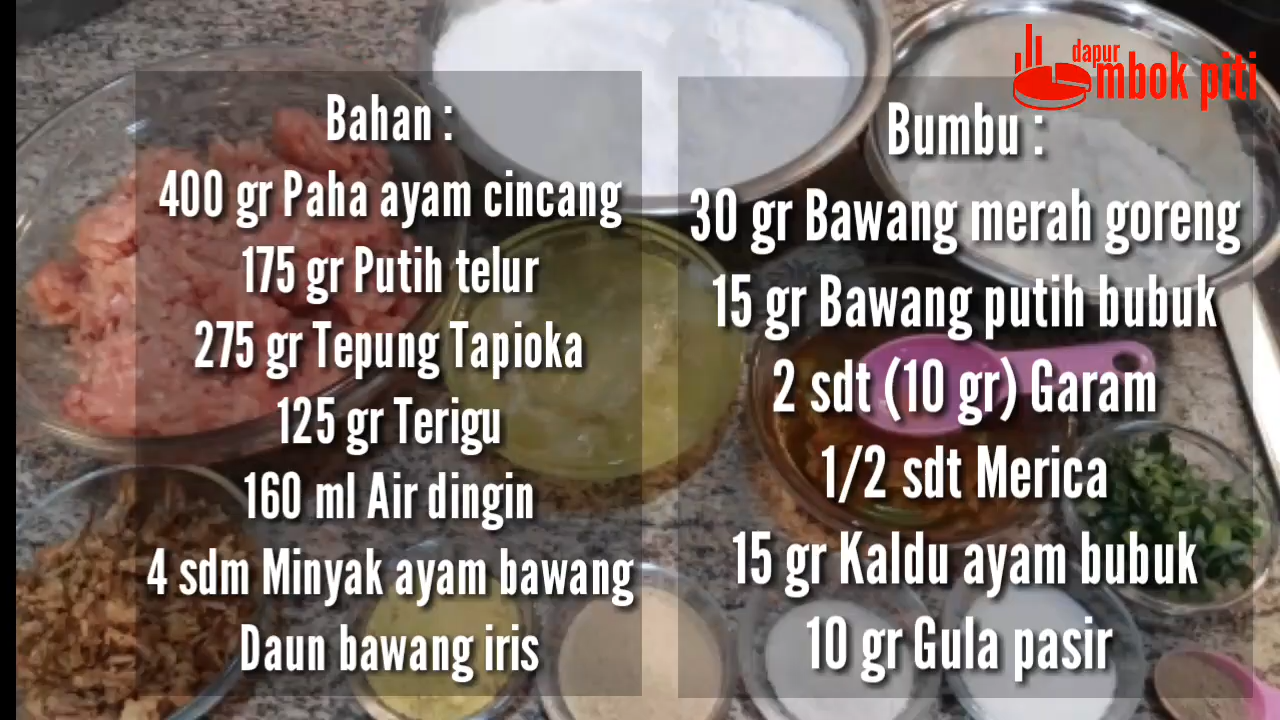 dapur
mbok piti
Bahan :
400 gr Paha ayam cincang
175 gr Putih telur
275 gr Tepung Tapioka
125 gr Terigu
160 ml Air dingin
4 sdm Minyak ayam bawang
Daun bawang iris
Bumbu :
30 gr Bawang merah goreng
15 gr Bawang putih bubuk
2 sdt (10 gr) Garam
1/2 sdt Merica
15 gr Kaldu ayam bubuk
10 gr Gula pasir